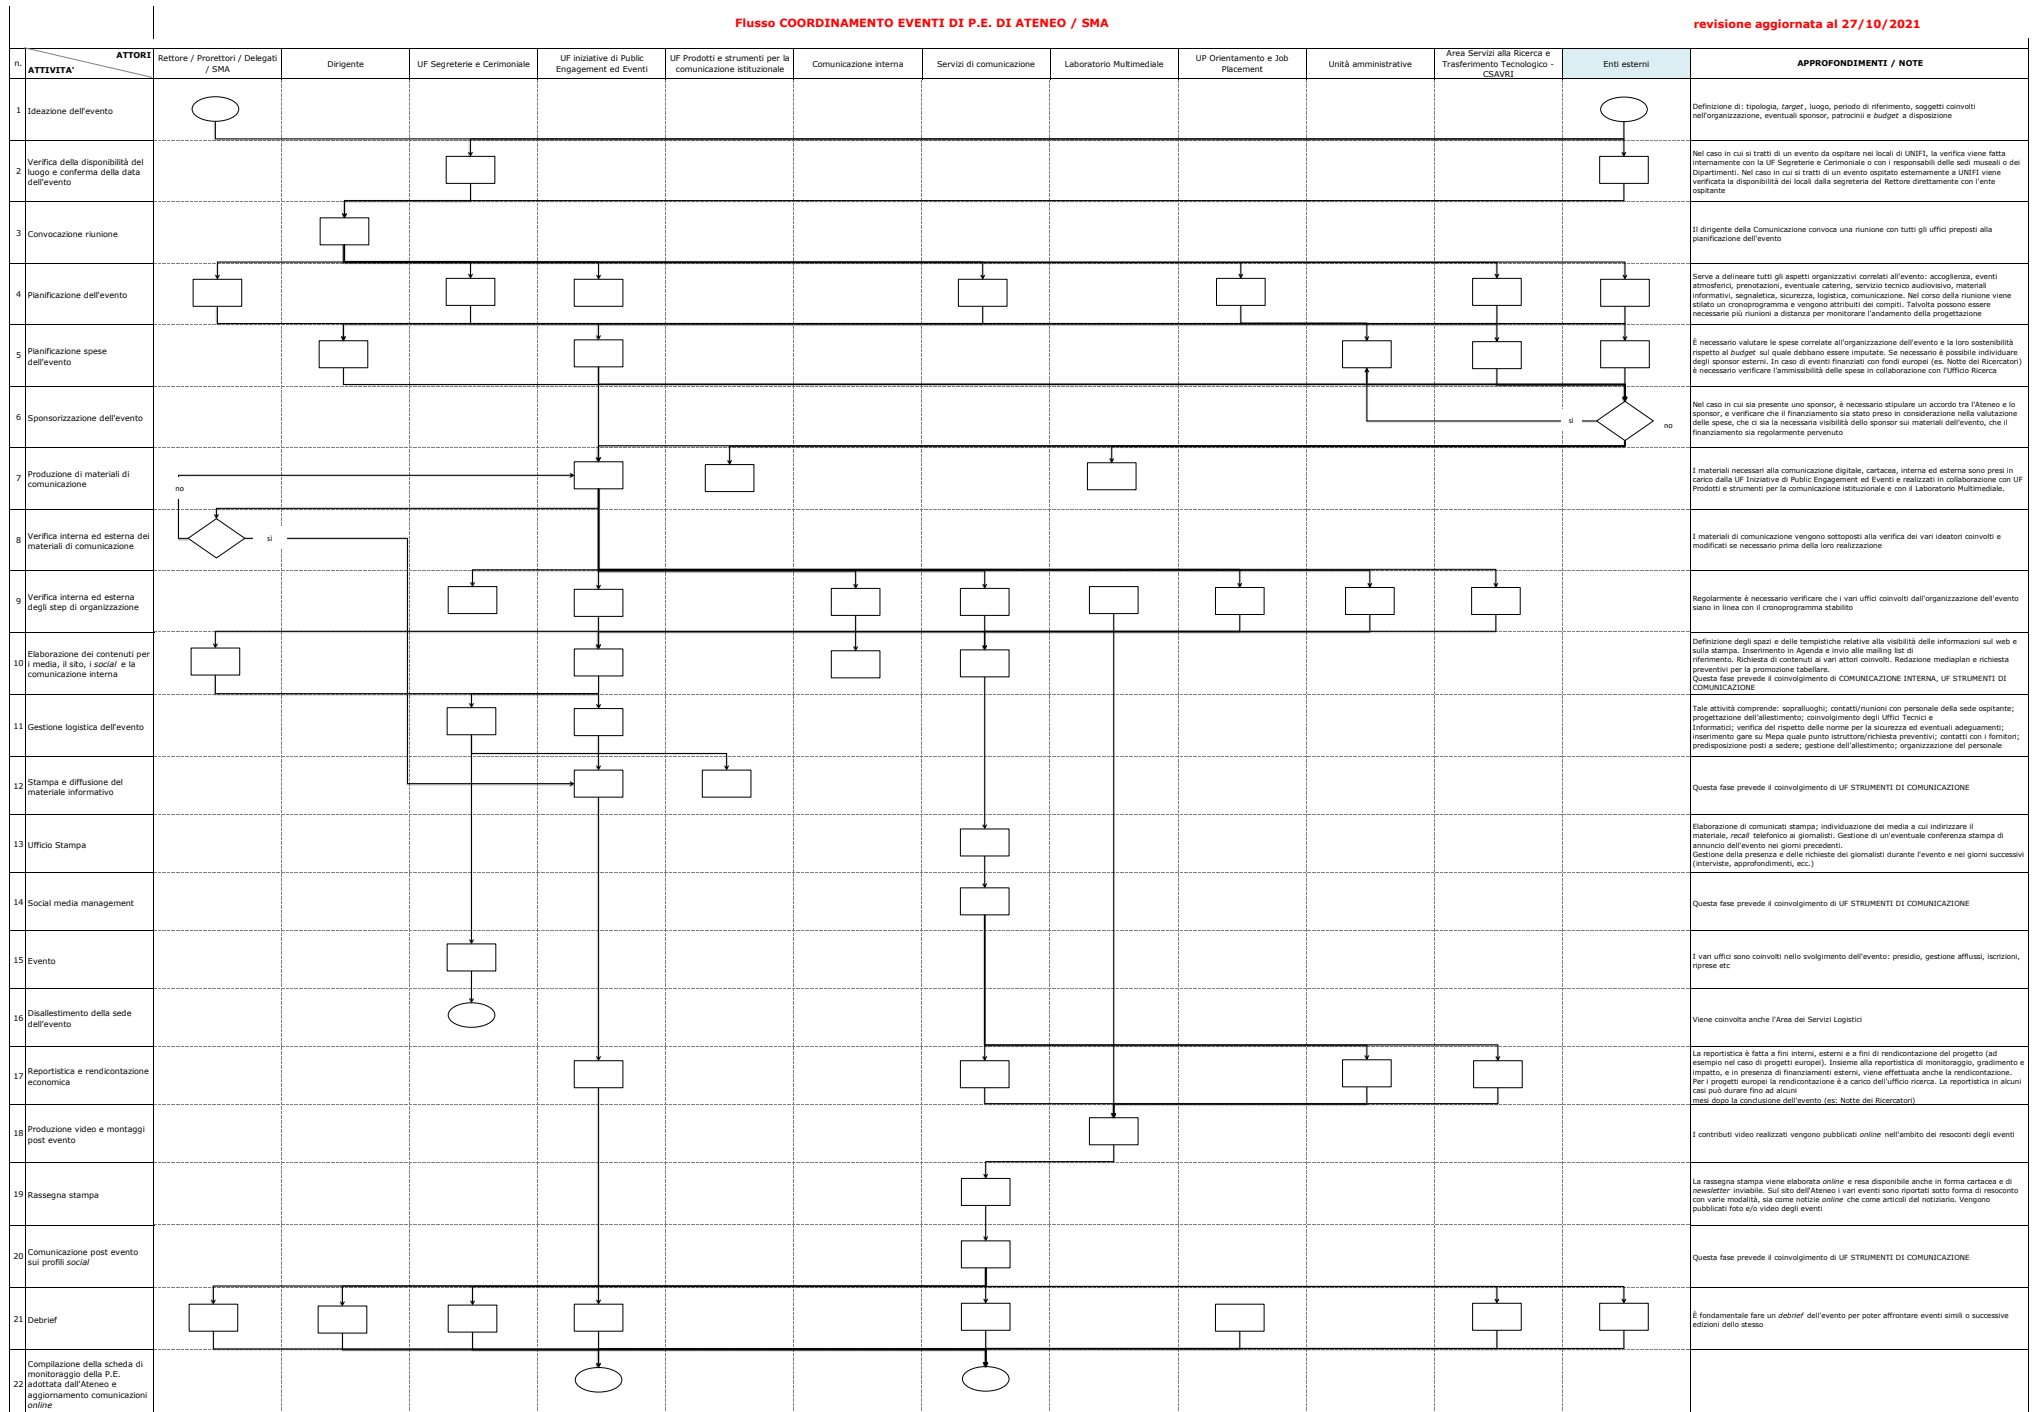 Flusso COORDINAMENTO EVENTI DI P.E. DI ATENEO / SMA
revisione aggiornata al 27/10/2021
n.
ATTORI
ATTIVITA'
Rettore / Prorettori / Delegati
/ SMA
Dirigente
UF Segreterie e Cerimoniale
UF iniziative di Public
Engagement ed Eventi
UF Prodotti e strumenti per la
comunicazione istituzionale
Comunicazione interna
Servizi di comunicazione
Laboratorio Multimediale
UP Orientamento e Job
Placement
Unità amministrative
Area Servizi alla Ricerca e
Trasferimento Tecnologico -
CSAVRI
Enti esterni
APPROFONDIMENTI / NOTE
1
Ideazione dell'evento
Definizione di: tipologia, target, luogo, periodo di riferimento, soggetti coinvolti
nell'organizzazione, eventuali sponsor, patrocinii e budget a disposizione
2
Verifica della disponibilità del
luogo e conferma della data
dell'evento
Nel caso in cui si tratti di un evento da ospitare nei locali di UNIFI, la verifica viene fatta
internamente con la UF Segreterie e Cerimoniale o con i responsabili delle sedi museali o dei
Dipartimenti. Nel caso in cui si tratti di un evento ospitato esternamente a UNIFI viene
verificata la disponibilità dei locali dalla segreteria del Rettore direttamente con l'ente
ospitante
3
Convocazione riunione
Il dirigente della Comunicazione convoca una riunione con tutti gli uffici preposti alla
pianificazione dell'evento
4
Pianificazione dell'evento
Serve a delineare tutti gli aspetti organizzativi correlati all'evento: accoglienza, eventi
atmosferici, prenotazioni, eventuale catering, servizio tecnico audiovisivo, materiali
informativi, segnaletica, sicurezza, logistica, comunicazione. Nel corso della riunione viene
stilato un cronoprogramma e vengono attribuiti dei compiti. Talvolta possono essere
necessarie più riunioni a distanza per monitorare l'andamento della progettazione
5
Pianificazione spese
dell'evento
È necessario valutare le spese correlate all'organizzazione dell'evento e la loro sostenibilità
rispetto al budget sul quale debbano essere imputate. Se necessario è possibile individuare
degli sponsor esterni. In caso di eventi finanziati con fondi europei (es. Notte dei Ricercatori)
è necessario verificare l'ammissibilità delle spese in collaborazione con l'Ufficio Ricerca
6
Sponsorizzazione dell'evento
sì
no
Nel caso in cui sia presente uno sponsor, è necessario stipulare un accordo tra l'Ateneo e lo
sponsor, e verificare che il finanziamento sia stato preso in considerazione nella valutazione
delle spese, che ci sia la necessaria visibilità dello sponsor sui materiali dell'evento, che il
finanziamento sia regolarmente pervenuto
7
Produzione di materiali di
comunicazione
no
I materiali necessari alla comunicazione digitale, cartacea, interna ed esterna sono presi in
carico dalla UF Iniziative di Public Engagement ed Eventi e realizzati in collaborazione con UF
Prodotti e strumenti per la comunicazione istituzionale e con il Laboratorio Multimediale.
8
Verifica interna ed esterna dei
materiali di comunicazione
sì
I materiali di comunicazione vengono sottoposti alla verifica dei vari ideatori coinvolti e
modificati se necessario prima della loro realizzazione
9
Verifica interna ed esterna
degli step di organizzazione
Regolarmente è necessario verificare che i vari uffici coinvolti dall'organizzazione dell'evento
siano in linea con il cronoprogramma stabilito
10
Elaborazione dei contenuti per
i media, il sito, i social e la
comunicazione interna
Definizione degli spazi e delle tempistiche relative alla visibilità delle informazioni sul web e
sulla stampa. Inserimento in Agenda e invio alle mailing list di
riferimento. Richiesta di contenuti ai vari attori coinvolti. Redazione mediaplan e richiesta
preventivi per la promozione tabellare.
Questa fase prevede il coinvolgimento di COMUNICAZIONE INTERNA, UF STRUMENTI DI
COMUNICAZIONE
11
Gestione logistica dell'evento
Tale attività comprende: sopralluoghi; contatti/riunioni con personale della sede ospitante;
progettazione dell'allestimento; coinvolgimento degli Uffici Tecnici e
Informatici; verifica del rispetto delle norme per la sicurezza ed eventuali adeguamenti;
inserimento gare su Mepa quale punto istruttore/richiesta preventivi; contatti con i fornitori;
predisposizione posti a sedere; gestione dell'allestimento; organizzazione del personale
12
Stampa e diffusione del
materiale informativo
Questa fase prevede il coinvolgimento di UF STRUMENTI DI COMUNICAZIONE
13
Ufficio Stampa
Elaborazione di comunicati stampa; individuazione dei media a cui indirizzare il
materiale, recall telefonico ai giornalisti. Gestione di un'eventuale conferenza stampa di
annuncio dell'evento nei giorni precedenti.
Gestione della presenza e delle richieste dei giornalisti durante l'evento e nei giorni successivi
(interviste, approfondimenti, ecc.)
14
Social media management
Questa fase prevede il coinvolgimento di UF STRUMENTI DI COMUNICAZIONE
15
Evento
I vari uffici sono coinvolti nello svolgimento dell'evento: presidio, gestione afflussi, iscrizioni,
riprese etc
16
Disallestimento della sede
dell'evento
Viene coinvolta anche l'Area dei Servizi Logistici
17
Reportistica e rendicontazione
economica
La reportistica è fatta a fini interni, esterni e a fini di rendicontazione del progetto (ad
esempio nel caso di progetti europei). Insieme alla reportistica di monitoraggio, gradimento e
impatto, e in presenza di finanziamenti esterni, viene effettuata anche la rendicontazione.
Per i progetti europei la rendicontazione è a carico dell'ufficio ricerca. La reportistica in alcuni
casi può durare fino ad alcuni
mesi dopo la conclusione dell'evento (es: Notte dei Ricercatori)
18
Produzione video e montaggi
post evento
I contributi video realizzati vengono pubblicati online nell'ambito dei resoconti degli eventi
19
Rassegna stampa
La rassegna stampa viene elaborata online e resa disponibile anche in forma cartacea e di
newsletter inviabile. Sul sito dell'Ateneo i vari eventi sono riportati sotto forma di resoconto
con varie modalità, sia come notizie online che come articoli del notiziario. Vengono
pubblicati foto e/o video degli eventi
20
Comunicazione post evento
sui profili social
Questa fase prevede il coinvolgimento di UF STRUMENTI DI COMUNICAZIONE
21
Debrief
È fondamentale fare un debrief dell'evento per poter affrontare eventi simili o successive
edizioni dello stesso
22
Compilazione della scheda di
monitoraggio della P.E.
adottata dall'Ateneo e
aggiornamento comunicazioni
online